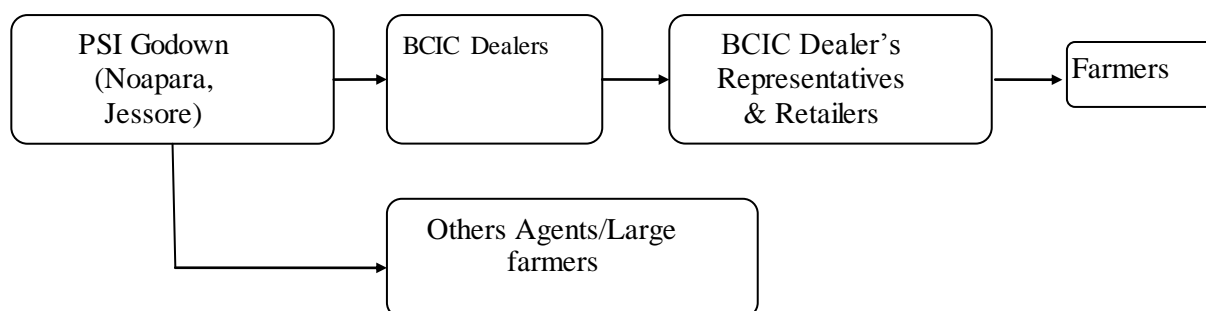 PSI Godown
(Noapara,
Jessore)
BCIC Dealers
BCIC Dealer’s
Representatives
& Retailers
Farmers
Others Agents/Large
farmers